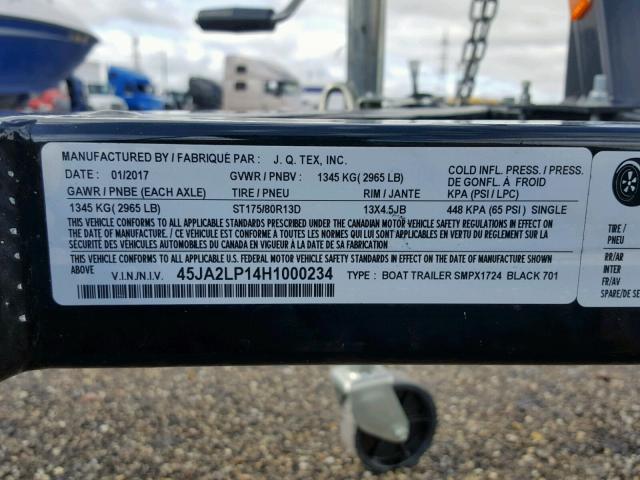 MANUFACTURED BY / FABRIQUÉ PAR : J. Q. TEX, INC.
DATE : 01/2017 GVWR / PNBV : 1345 KG( 2965 LB) COLD INFL. PRESS. / PRESS.
DE GONFL. À FROID
GAWR / PNBE (EACH AXLE) TIRE / PNEU RIM / JANTE KPA (PSI / LPC)
1345 KG( 2965 LB) ST175/80R13D 13X4.5JB 448 KPA (65 PSI ) SINGLE
THIS VEHICLE CONFORMS TO ALL APPLICABLE STANDARDS PRESCRIBED UNDER THE CANADIAN MOTOR VEHICLE SAFETY REGULATIONS
IN EFFECT ON THE DATE OF MANUFACTURE. / CE VÉHICULE EST CONFORME À TOUTES LES NORMES QUI LUI SONT APPLICABLES EN VERTU DU RÈGLEMENT SUR LA
SÉCURITÉ DES VÉHICULES AUTOMOBILES DU CANADA EN VIGUEUR À LA DATE DE SA FABRICATION.
THIS VEHICLE CONFORMS TO ALL APPLICABLE U.S. FEDERAL MOTOR VEHICLE SAFETY STANDARDS IN EFFECT ON THE DATE OF MANUFACTURE SHOWN
ABOVE
V.I.N./N.I.V. 45JA2LP14H1000234 TYPE : BOAT TRAILER SMPX1724 BLACK 701
TIRE /
PNEU
RR/AR
INTER
FR/AV
SPARE/DE SE